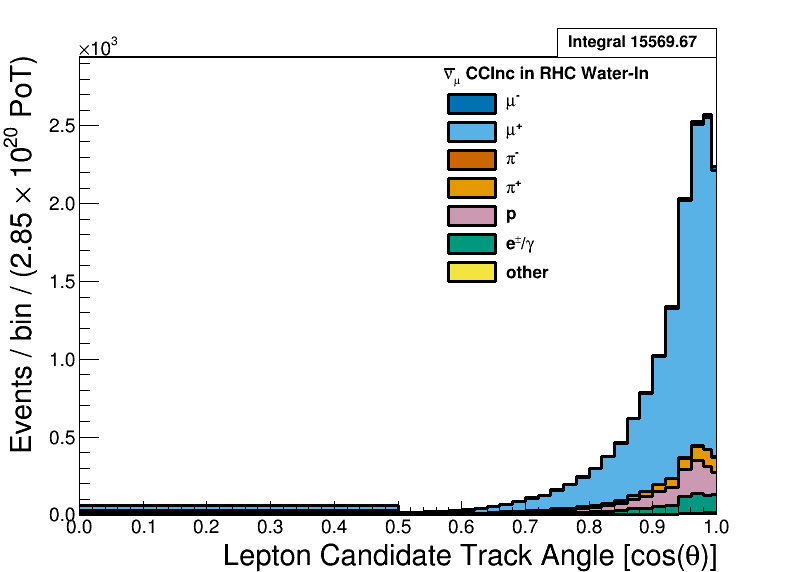 Integral 15569.67
×10³
ν̅μ CCInc in RHC Water-In
μ⁻
μ⁺
π⁻
π⁺
p
e±/γ
other
Events / bin / (2.85 × 10²⁰ PoT)
2.5
2.0
1.5
1.0
0.5
0.0
0.0 0.1 0.2 0.3 0.4 0.5 0.6 0.7 0.8 0.9 1.0
Lepton Candidate Track Angle [cos(θ)]